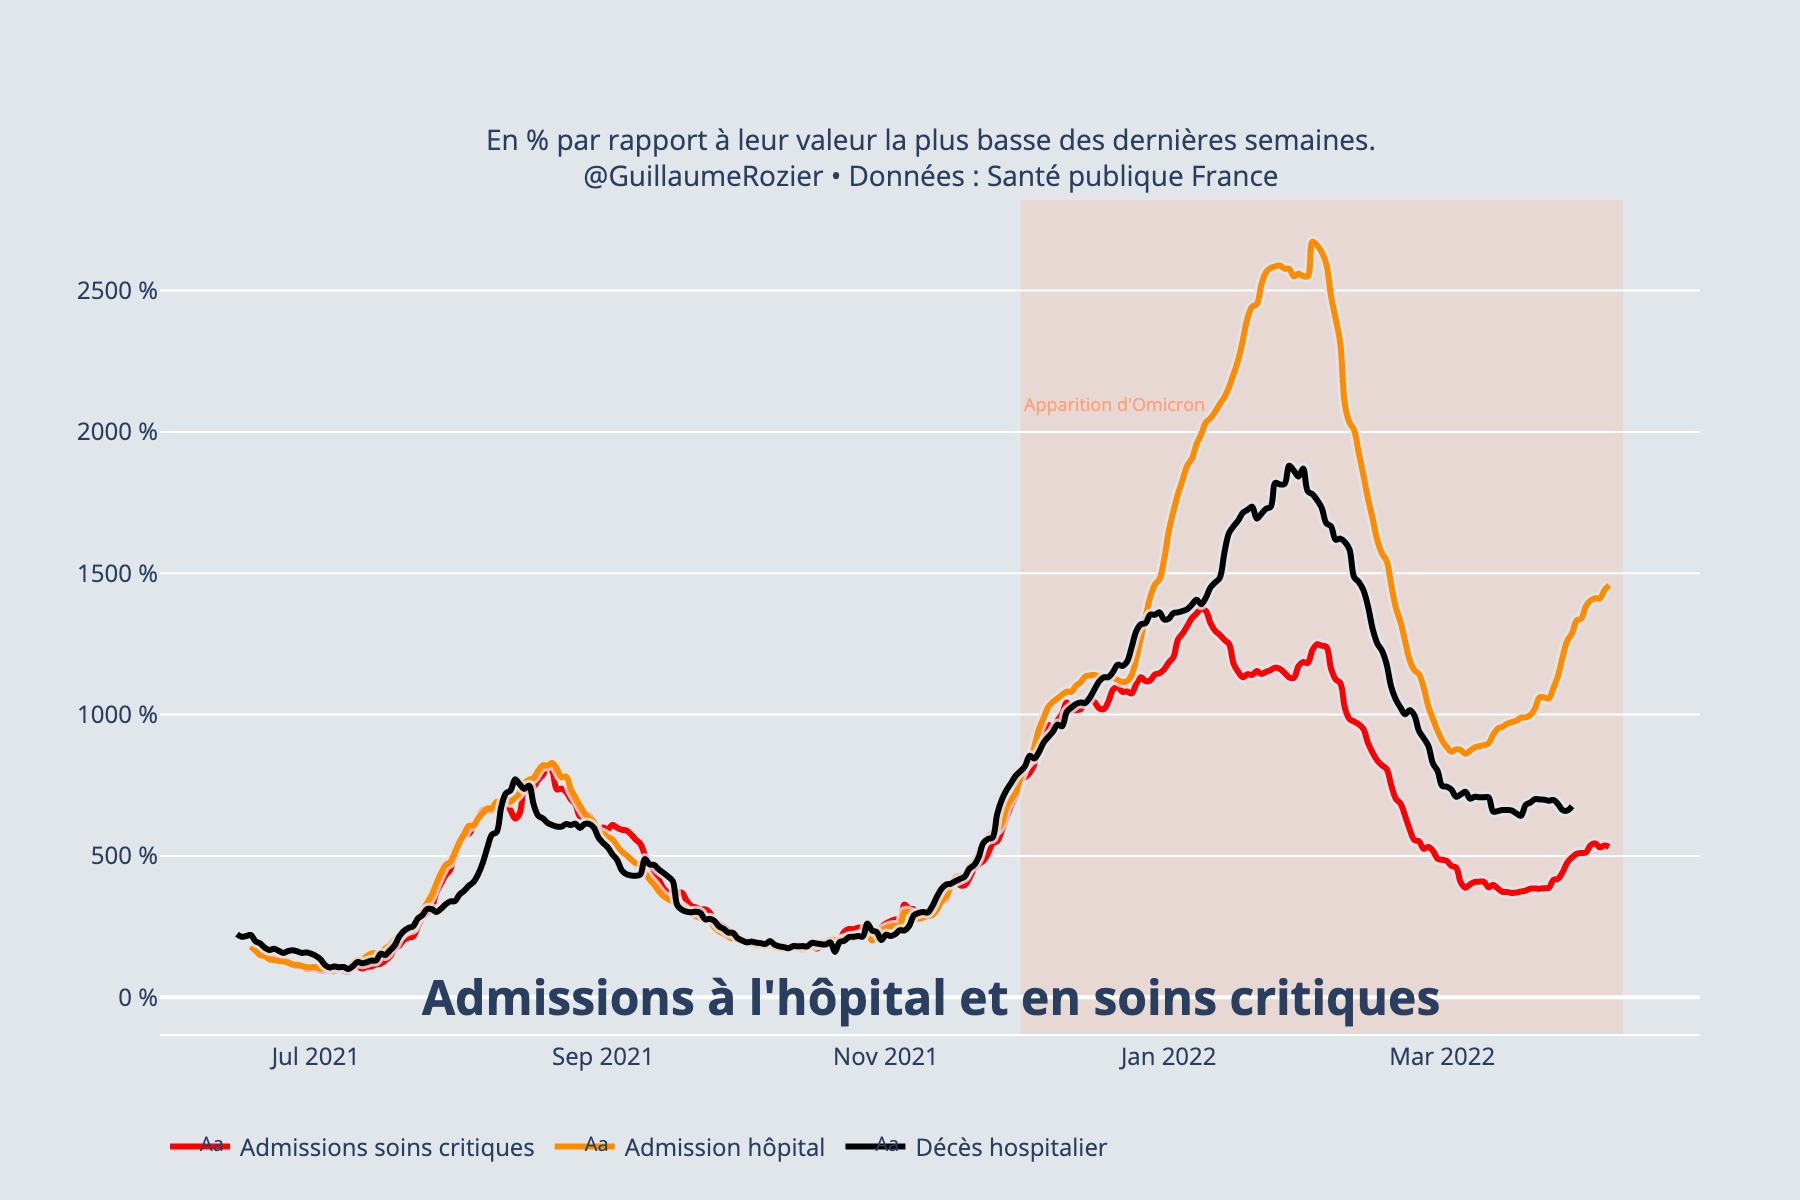 En % par rapport à leur valeur la plus basse des dernières semaines.
@GuillaumeRozier • Données : Santé publique France
2500 %
Apparition d'Omicron
2000 %
1500 %
1000 %
500 %
0 %
Admissions à l'hôpital et en soins critiques
Jul 2021 Sep 2021 Nov 2021 Jan 2022 Mar 2022
Aa Admissions soins critiques Aa Admission hôpital Aa Décès hospitalier